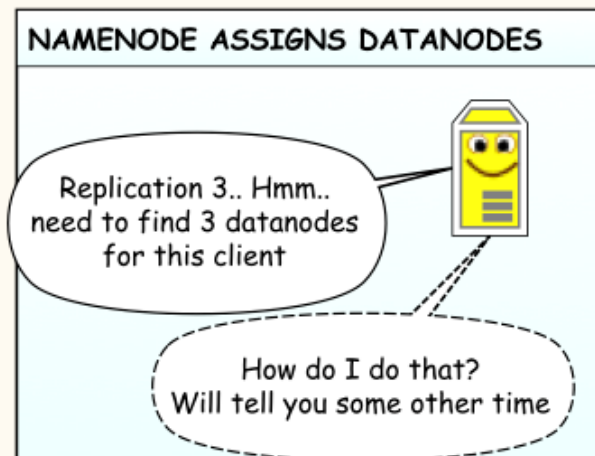 NAMENODE ASSIGNS DATANODES
Replication 3.. Hmm..
need to find 3 datanodes
for this client
How do I do that?
Will tell you some other time